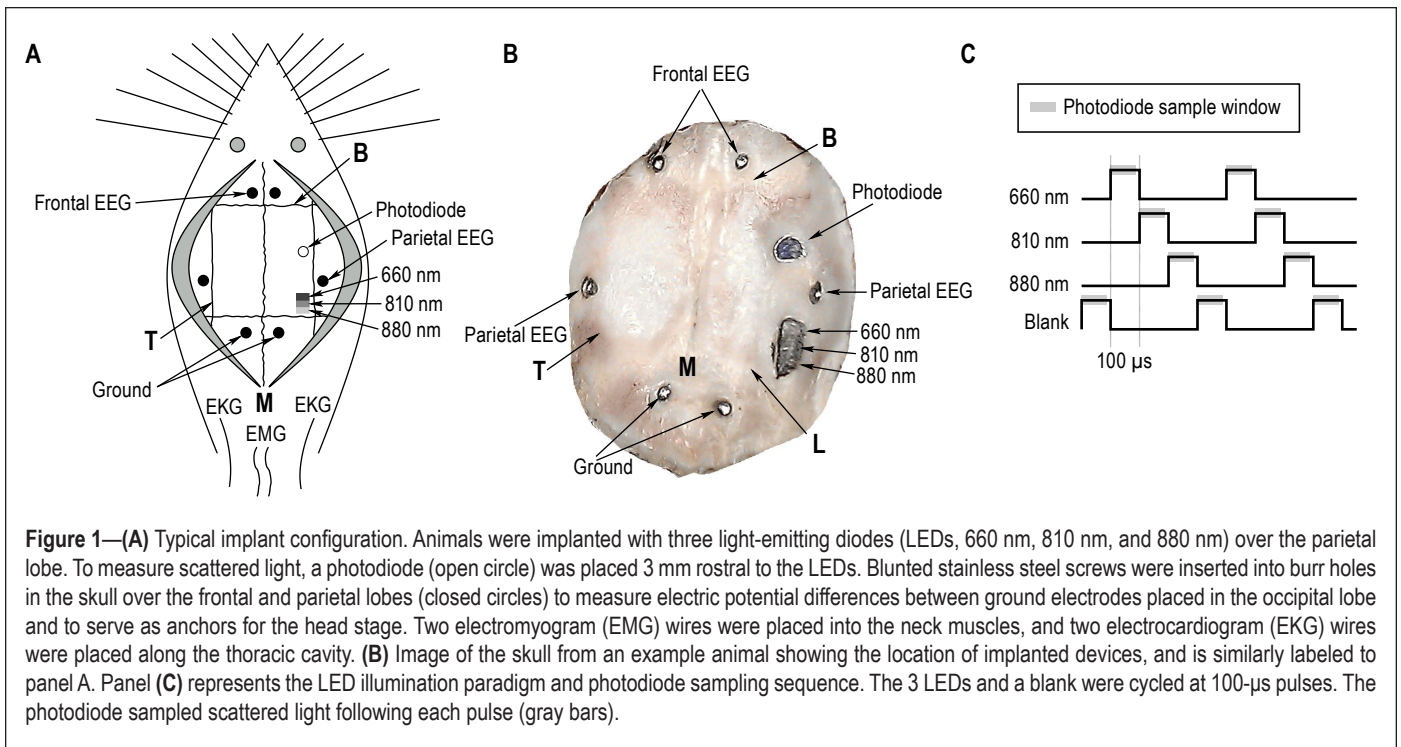 A
B
Frontal EEG
Photodiode
Parietal EEG
660 nm
810 nm
880 nm
T
Ground
EKG M EKG
EMG
B
Frontal EEG
B
Photodiode
Parietal EEG
Parietal EEG
660 nm
810 nm
880 nm
T
M
L
Ground
C
Photodiode sample window
660 nm
810 nm
880 nm
Blank
100 µs
Figure 1—(A) Typical implant configuration. Animals were implanted with three light-emitting diodes (LEDs, 660 nm, 810 nm, and 880 nm) over the parietal
lobe. To measure scattered light, a photodiode (open circle) was placed 3 mm rostral to the LEDs. Blunted stainless steel screws were inserted into burr holes
in the skull over the frontal and parietal lobes (closed circles) to measure electric potential differences between ground electrodes placed in the occipital lobe
and to serve as anchors for the head stage. Two electromyogram (EMG) wires were placed into the neck muscles, and two electrocardiogram (EKG) wires
were placed along the thoracic cavity. (B) Image of the skull from an example animal showing the location of implanted devices, and is similarly labeled to
panel A. Panel (C) represents the LED illumination paradigm and photodiode sampling sequence. The 3 LEDs and a blank were cycled at 100-µs pulses. The
photodiode sampled scattered light following each pulse (gray bars).